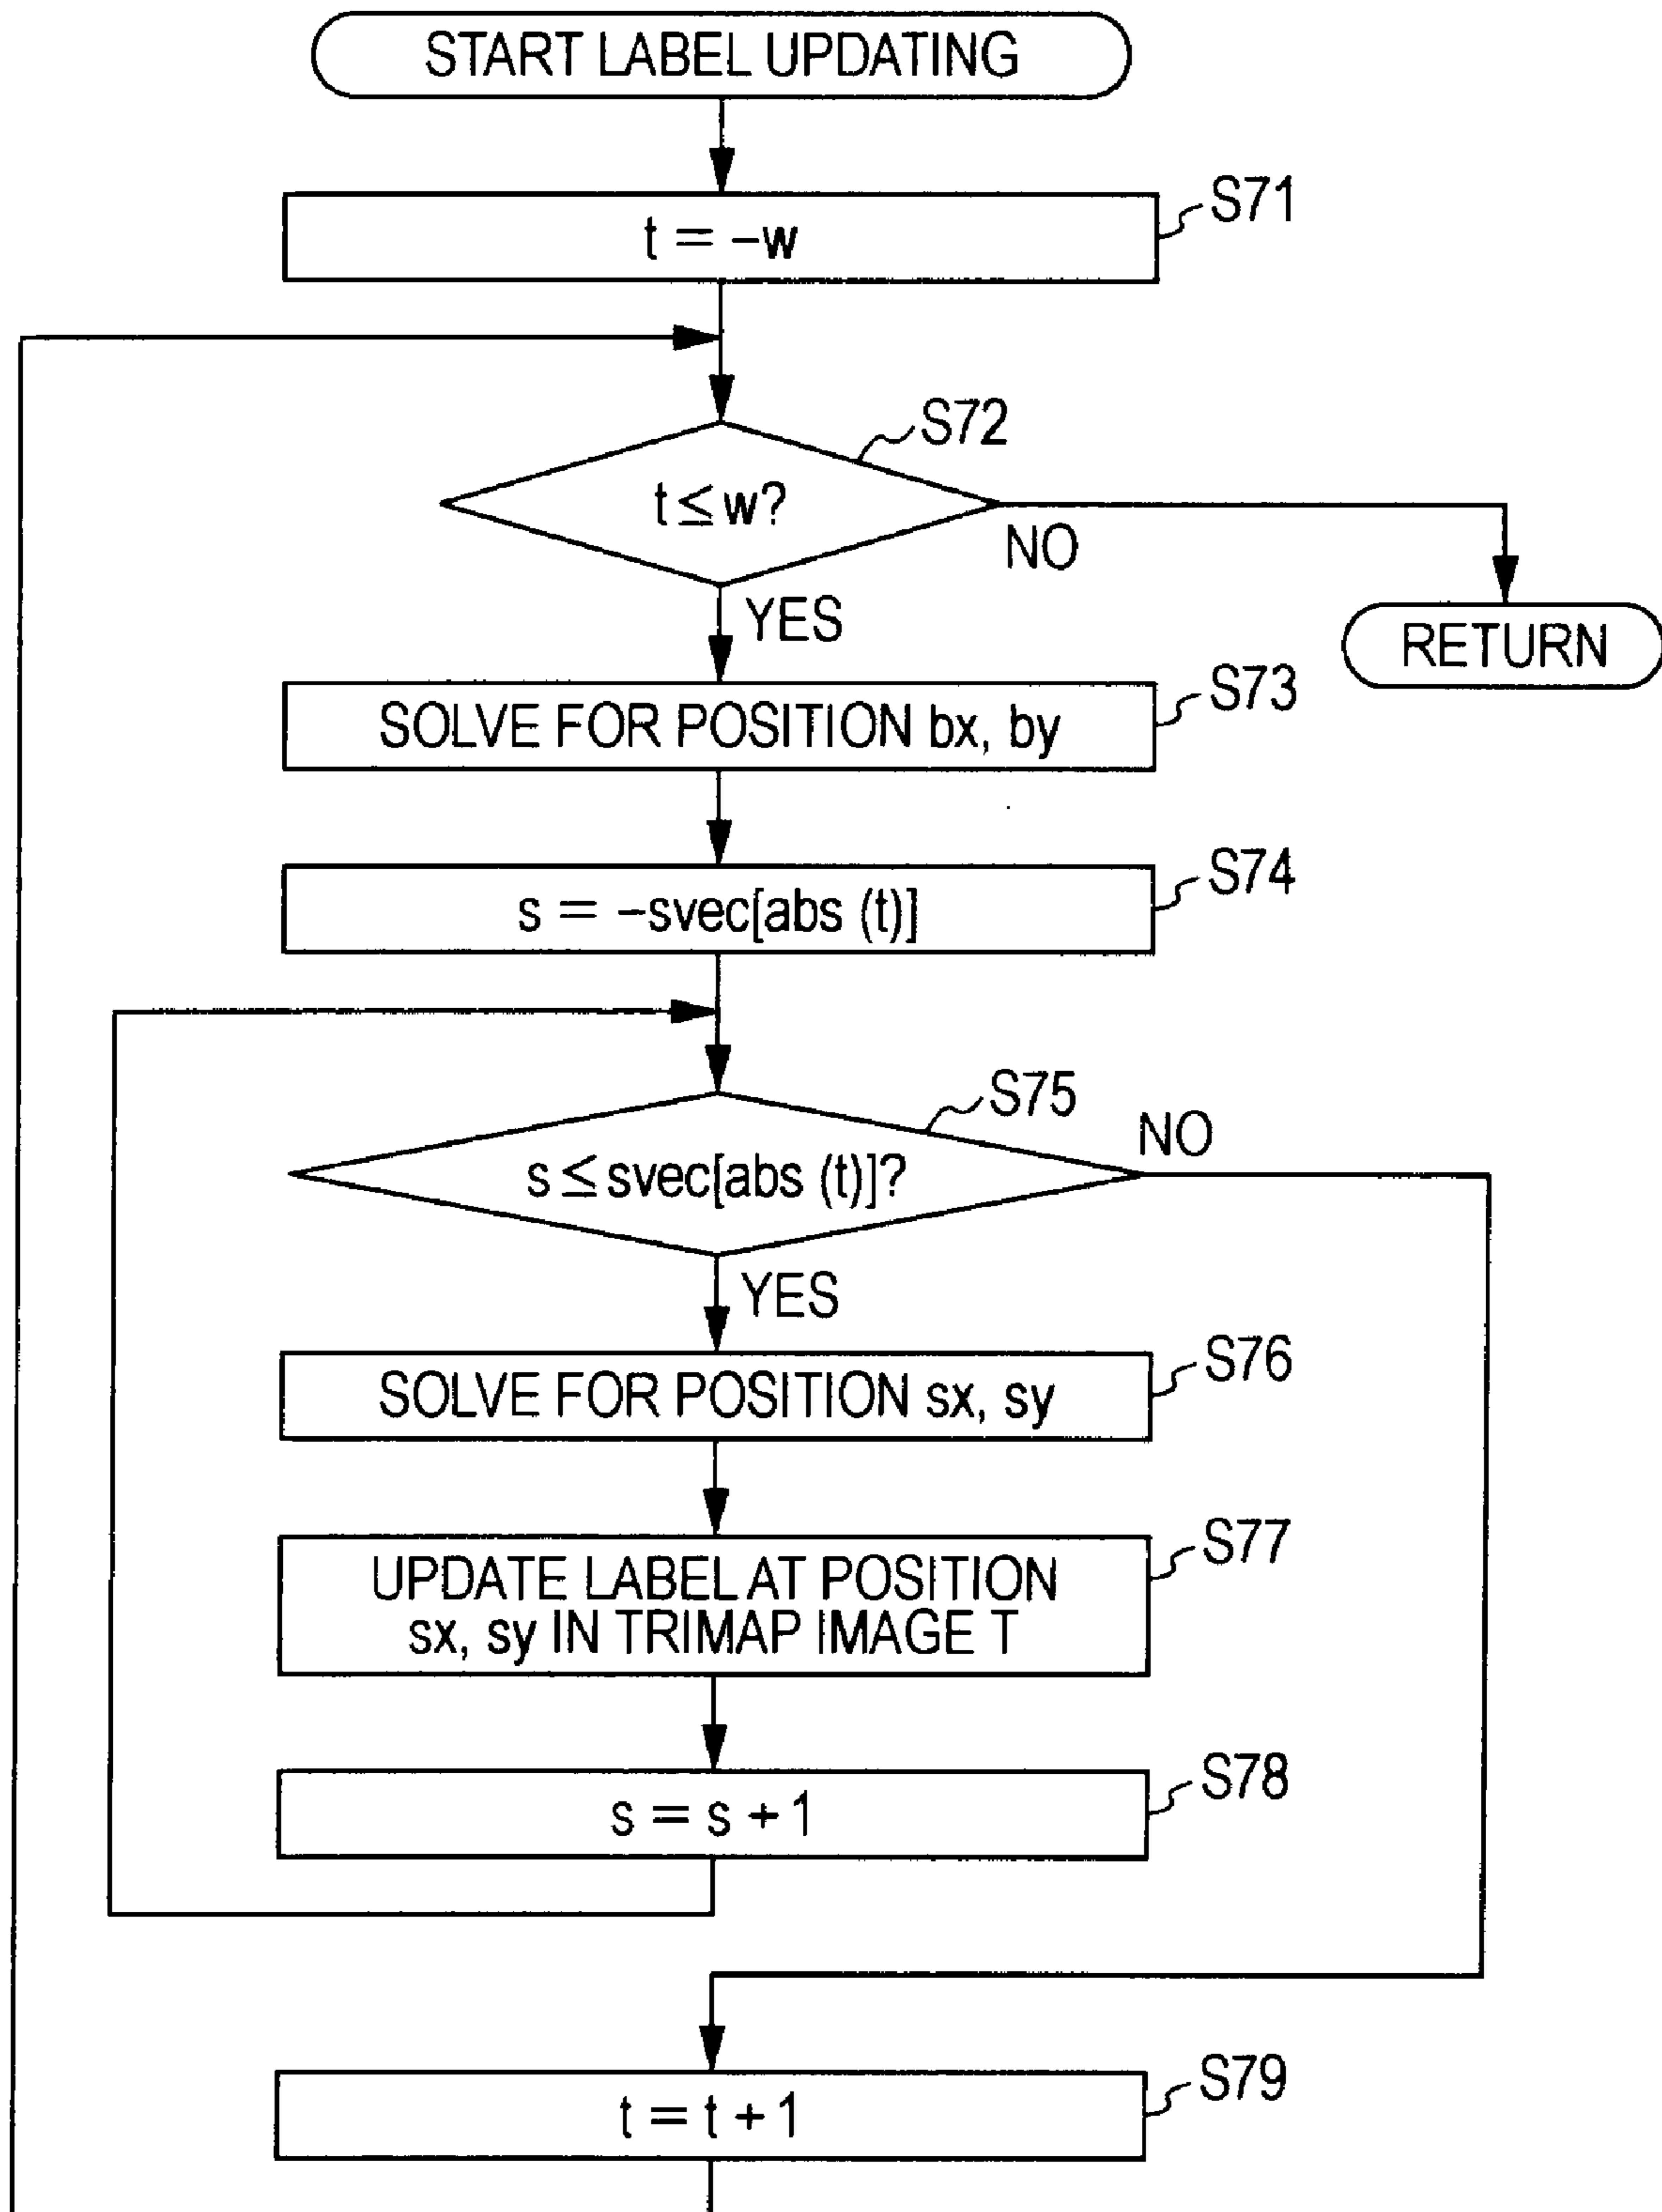 START LABEL UPDATING
S71
t = –w
S72
t ≤ w?
NO
YES
RETURN
S73
SOLVE FOR POSITION bx, by
S74
s = –svec[abs (t)]
S75
NO
s ≤ svec[abs (t)]?
YES
S76
SOLVE FOR POSITION sx, sy
S77
UPDATE LABEL AT POSITION
sx, sy IN TRIMAP IMAGE T
S78
s = s + 1
S79
t = t + 1